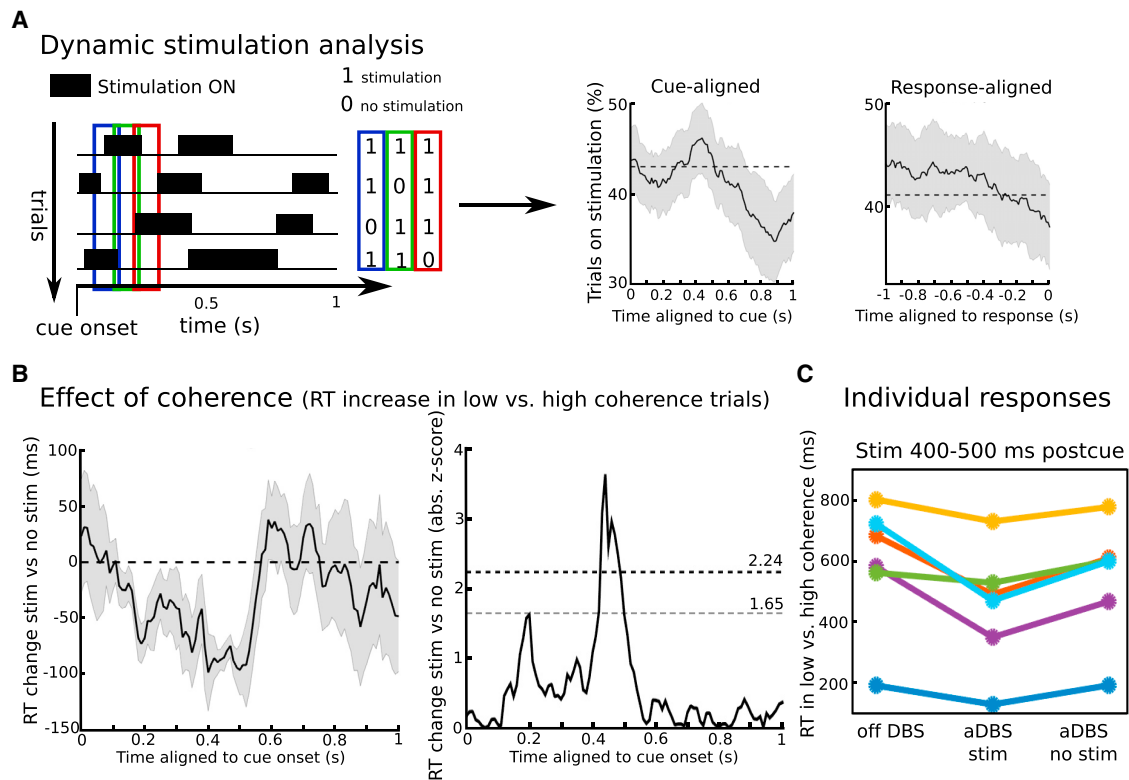 A
Dynamic stimulation analysis
Stimulation ON
1 stimulation
0 no stimulation
trials
1 1 1
1 0 1
0 1 1
1 1 0
0.5
1
cue onset
time (s)
Cue-aligned
Trials on stimulation (%)
50
40
30
0 0.2 0.4 0.6 0.8 1
Time aligned to cue (s)
Response-aligned
50
40
-1 -0.8 -0.6 -0.4 -0.2 0
Time aligned to response (s)
B
Effect of coherence (RT increase in low vs. high coherence trials)
RT change stim vs no stim (ms)
100
50
0
-50
-100
-150
0 0.2 0.4 0.6 0.8 1
Time aligned to cue onset (s)
RT change stim vs no stim (abs. z-score)
4
3
2
1
0
2.24
1.65
0 0.2 0.4 0.6 0.8 1
Time aligned to cue onset (s)
C
Individual responses
Stim 400-500 ms postcue
RT in low vs. high coherence (ms)
800
600
400
200
off DBS
aDBS
stim
aDBS
no stim